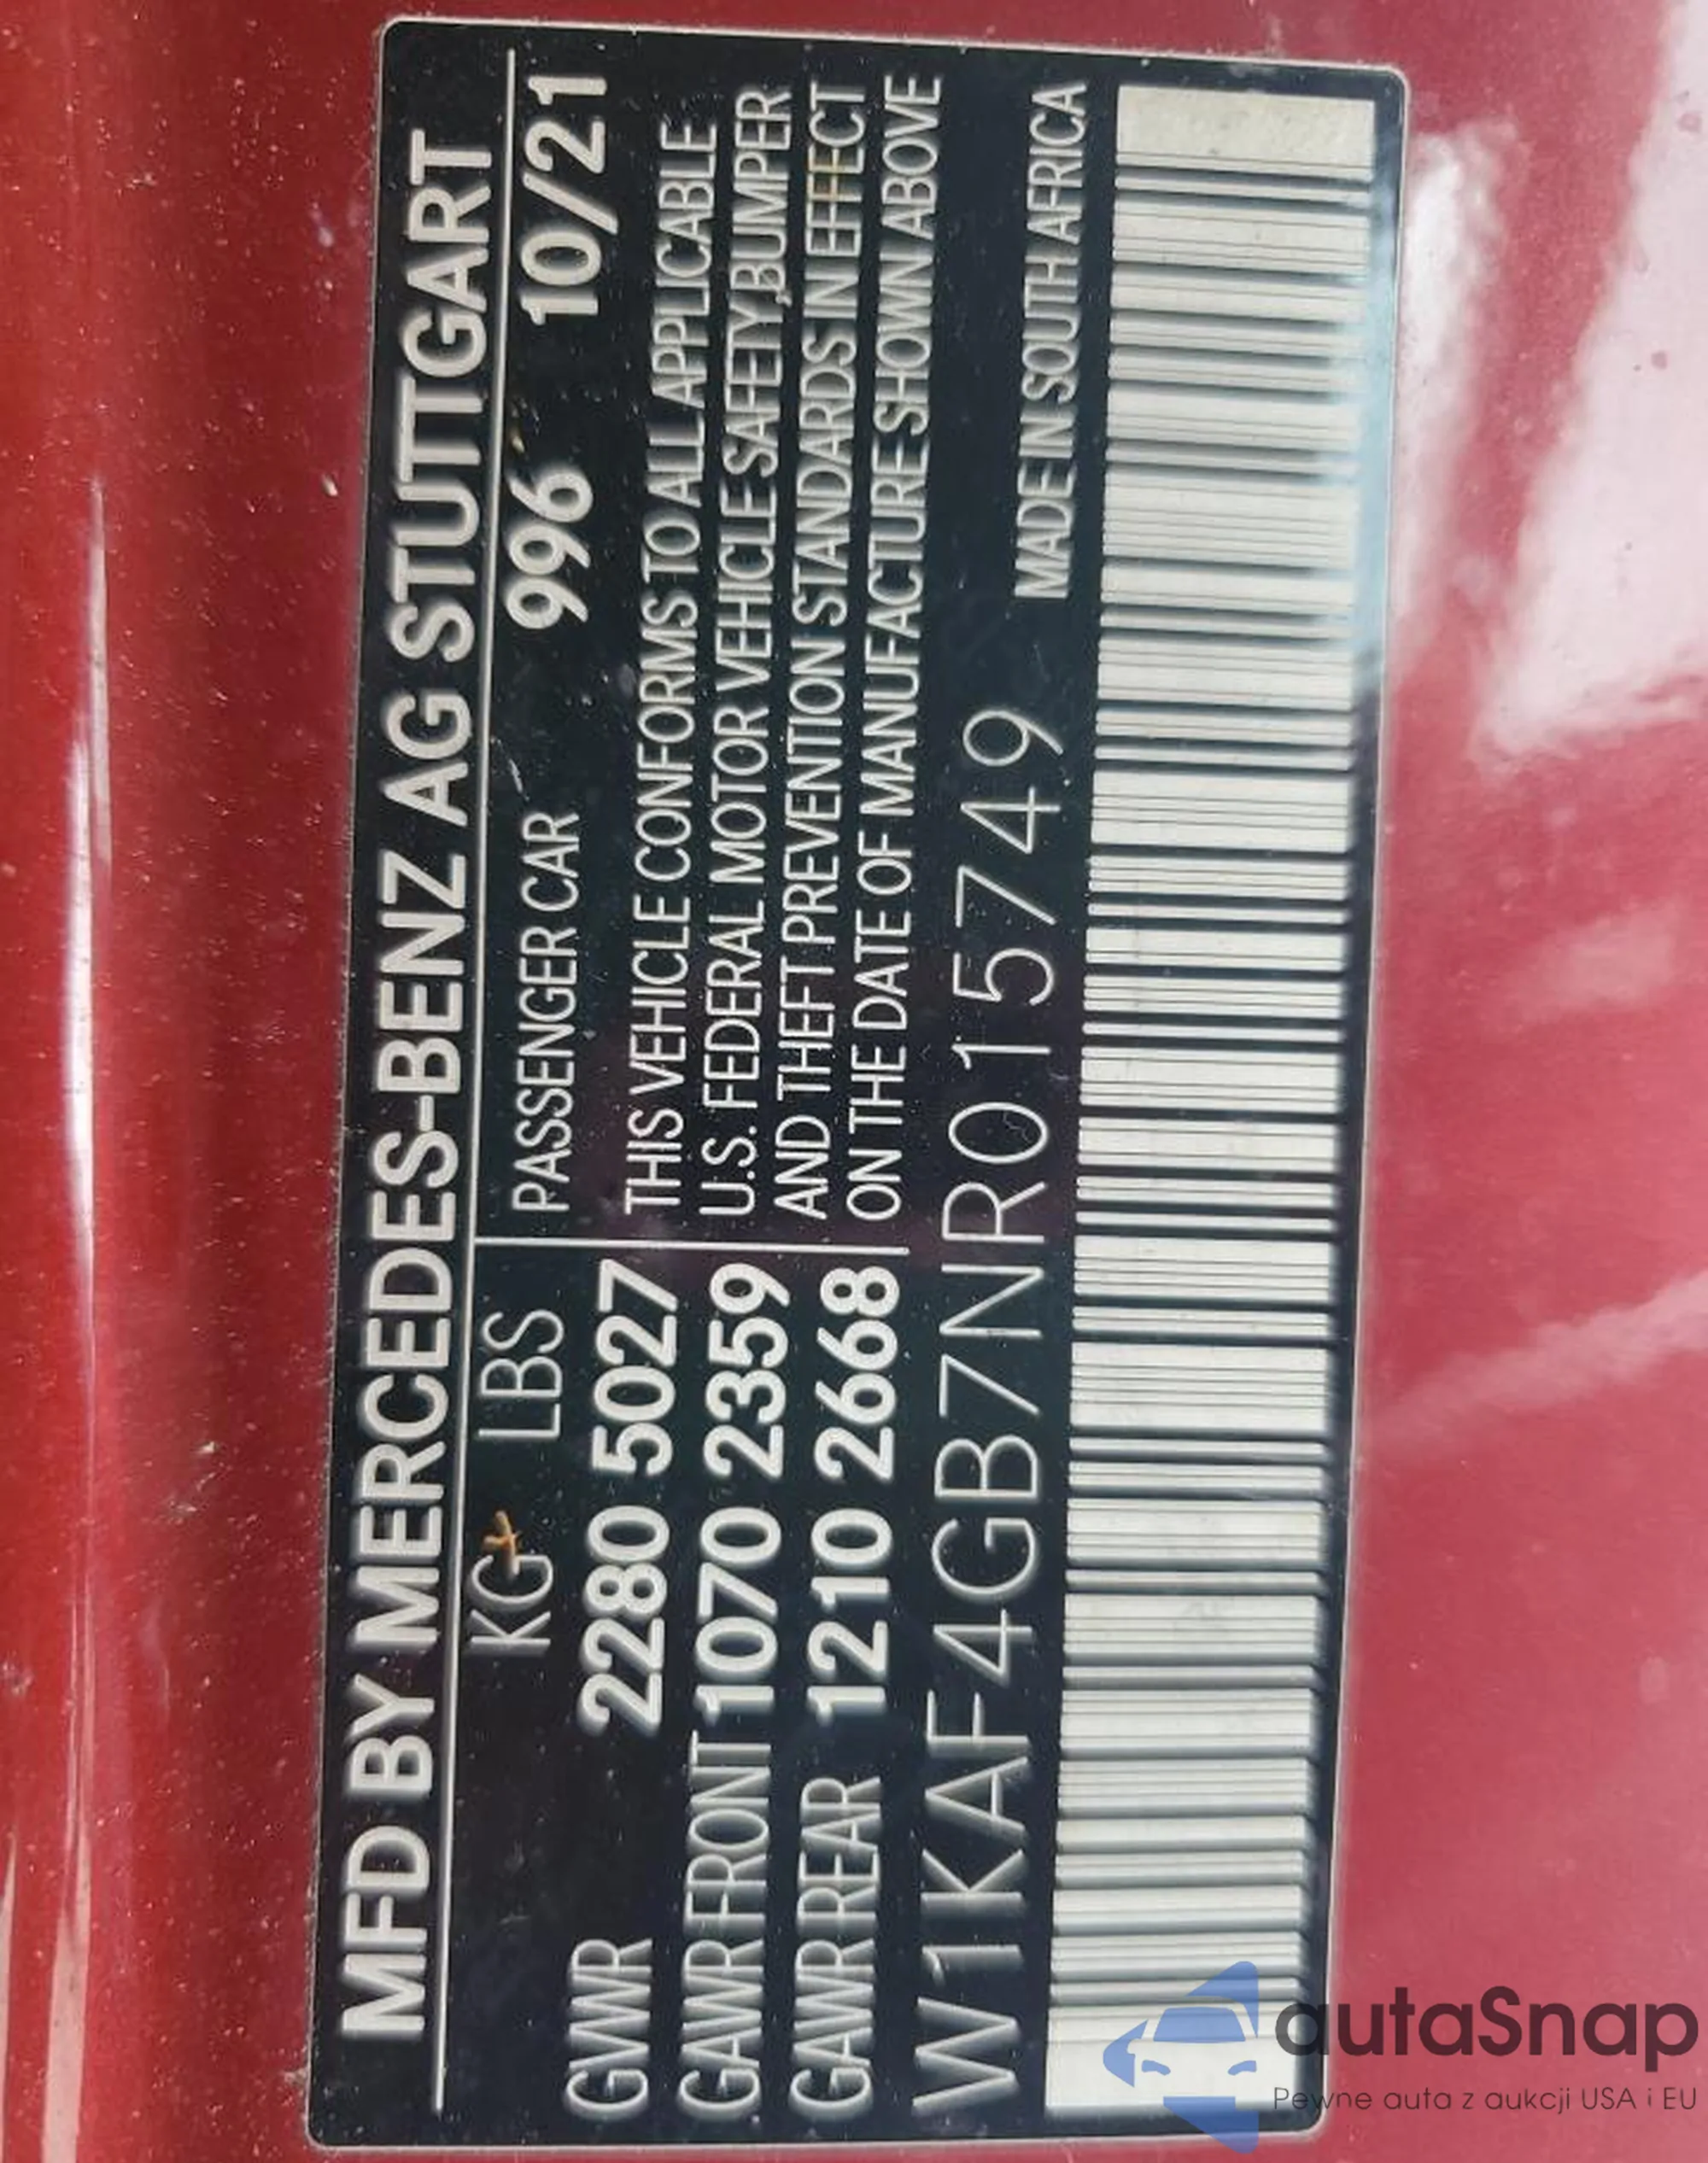 MFD BY MERCEDES-BENZ AG STUTTGART
KG LBS
GVWR 2280 5027
GAWR FRONT 1070 2359
GAWR REAR 1210 2668
PASSENGER CAR 996 10/21
THIS VEHICLE CONFORMS TO ALL APPLICABLE
U.S. FEDERAL MOTOR VEHICLE SAFETY,BUMPER
AND THEFT PREVENTION STANDARDS IN EFFECT
ON THE DATE OF MANUFACTURE SHOWN ABOVE
W1KAF4GB7NR015749
MADE IN SOUTH AFRICA
autaSnap
Pewne auta z aukcji USA i EU